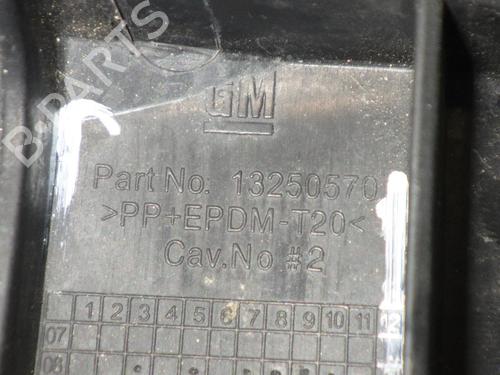 GM
Part No. 13250570
>PP+EPDM-T20<
Cav.No #2
1 2 3 4 5 6 7 8 9 10 11 12
07
08
B-PARTS